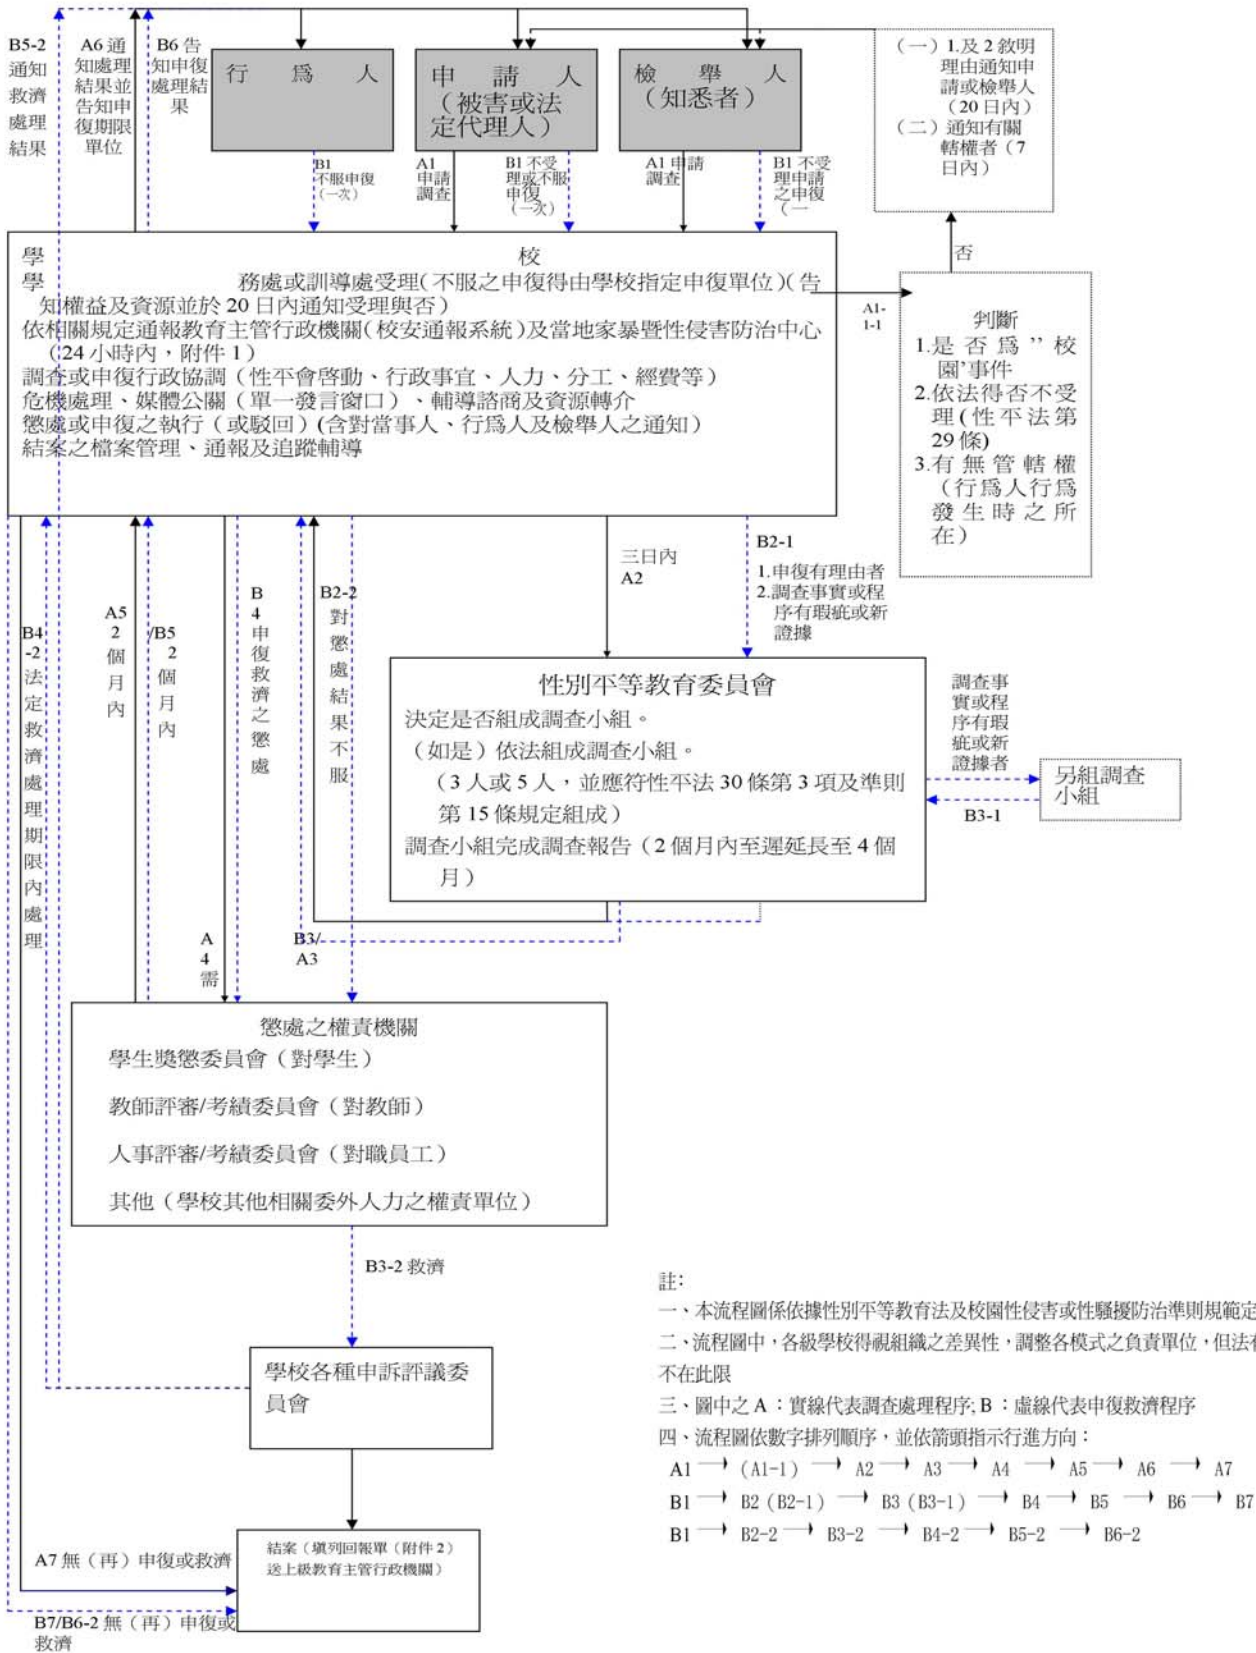 B5-2
通知
救濟
處理
結果
A6 通
知處理
結果並
告知申
復期限
單位
B6 告
知申復
處理結
果
行 為 人
申 請 人
（被害或法
定代理人）
檢 舉 人
（知悉者）
（一）1.及 2 敘明
理由通知申
請或檢舉人
（20 日內）
（二）通知有關
轄權者（7
日內）
B1
不服申復
（一次）
A1
申請
調查
B1 不受
理或不服
申復
（一次）
A1 申請
調查
B1 不受
理申請
之申復
（一
否
學 校
學 務處或訓導處受理(不服之申復得由學校指定申復單位)(告
知權益及資源並於 20 日內通知受理與否）
依相關規定通報教育主管行政機關(校安通報系統)及當地家暴暨性侵害防治中心
（24 小時內，附件 1）
調查或申復行政協調（性平會啟動、行政事宜、人力、分工、經費等）
危機處理、媒體公關（單一發言窗口）、輔導諮商及資源轉介
懲處或申復之執行（或駁回）(含對當事人、行為人及檢舉人之通知）
結案之檔案管理、通報及追蹤輔導
A1-
1-1
判斷
1.是 否 為 ” 校
園’事件
2.依法得否不受
理(性平法第
29 條)
3.有 無 管 轄 權
（行為人行為
發 生 時 之 所
在）
B4
-2
法
定
救
濟
處
理
期
限
內
處
理
A5
2
個
月
內
/B5
2
個
月
內
B
4
申
復
救
濟
之
懲
處
B2-2
對
懲
處
結
果
不
服
三日內
A2
B2-1
1.申復有理由者
2.調查事實或程
序有瑕疵或新
證據
性別平等教育委員會
決定是否組成調查小組。
（如是）依法組成調查小組。
（3 人或 5 人，並應符性平法 30 條第 3 項及準則
第 15 條規定組成）
調查小組完成調查報告（2 個月內至遲延長至 4 個
月）
調查事
實或程
序有瑕
疵或新
證據者
另組調查
小組
B3-1
A
4
需
B3/
A3
懲處之權責機關
學生獎懲委員會（對學生）
教師評審/考績委員會（對教師）
人事評審/考績委員會（對職員工）
其他（學校其他相關委外人力之權責單位）
B3-2 救濟
學校各種申訴評議委
員會
結案（填列回報單（附件 2）
送上級教育主管行政機關）
A7 無（再）申復或救濟
B7/B6-2 無（再）申復或
救濟
註:
一、本流程圖係依據性別平等教育法及校園性侵害或性騷擾防治準則規範定
二、流程圖中，各級學校得視組織之差異性，調整各模式之負責單位，但法有
不在此限
三、圖中之 A：實線代表調查處理程序; B：虛線代表申復救濟程序
四、流程圖依數字排列順序，並依箭頭指示行進方向：
A1 → (A1-1) → A2 → A3 → A4 → A5 → A6 → A7
B1 → B2 (B2-1) → B3 (B3-1) → B4 → B5 → B6 → B7
B1 → B2-2 → B3-2 → B4-2 → B5-2 → B6-2